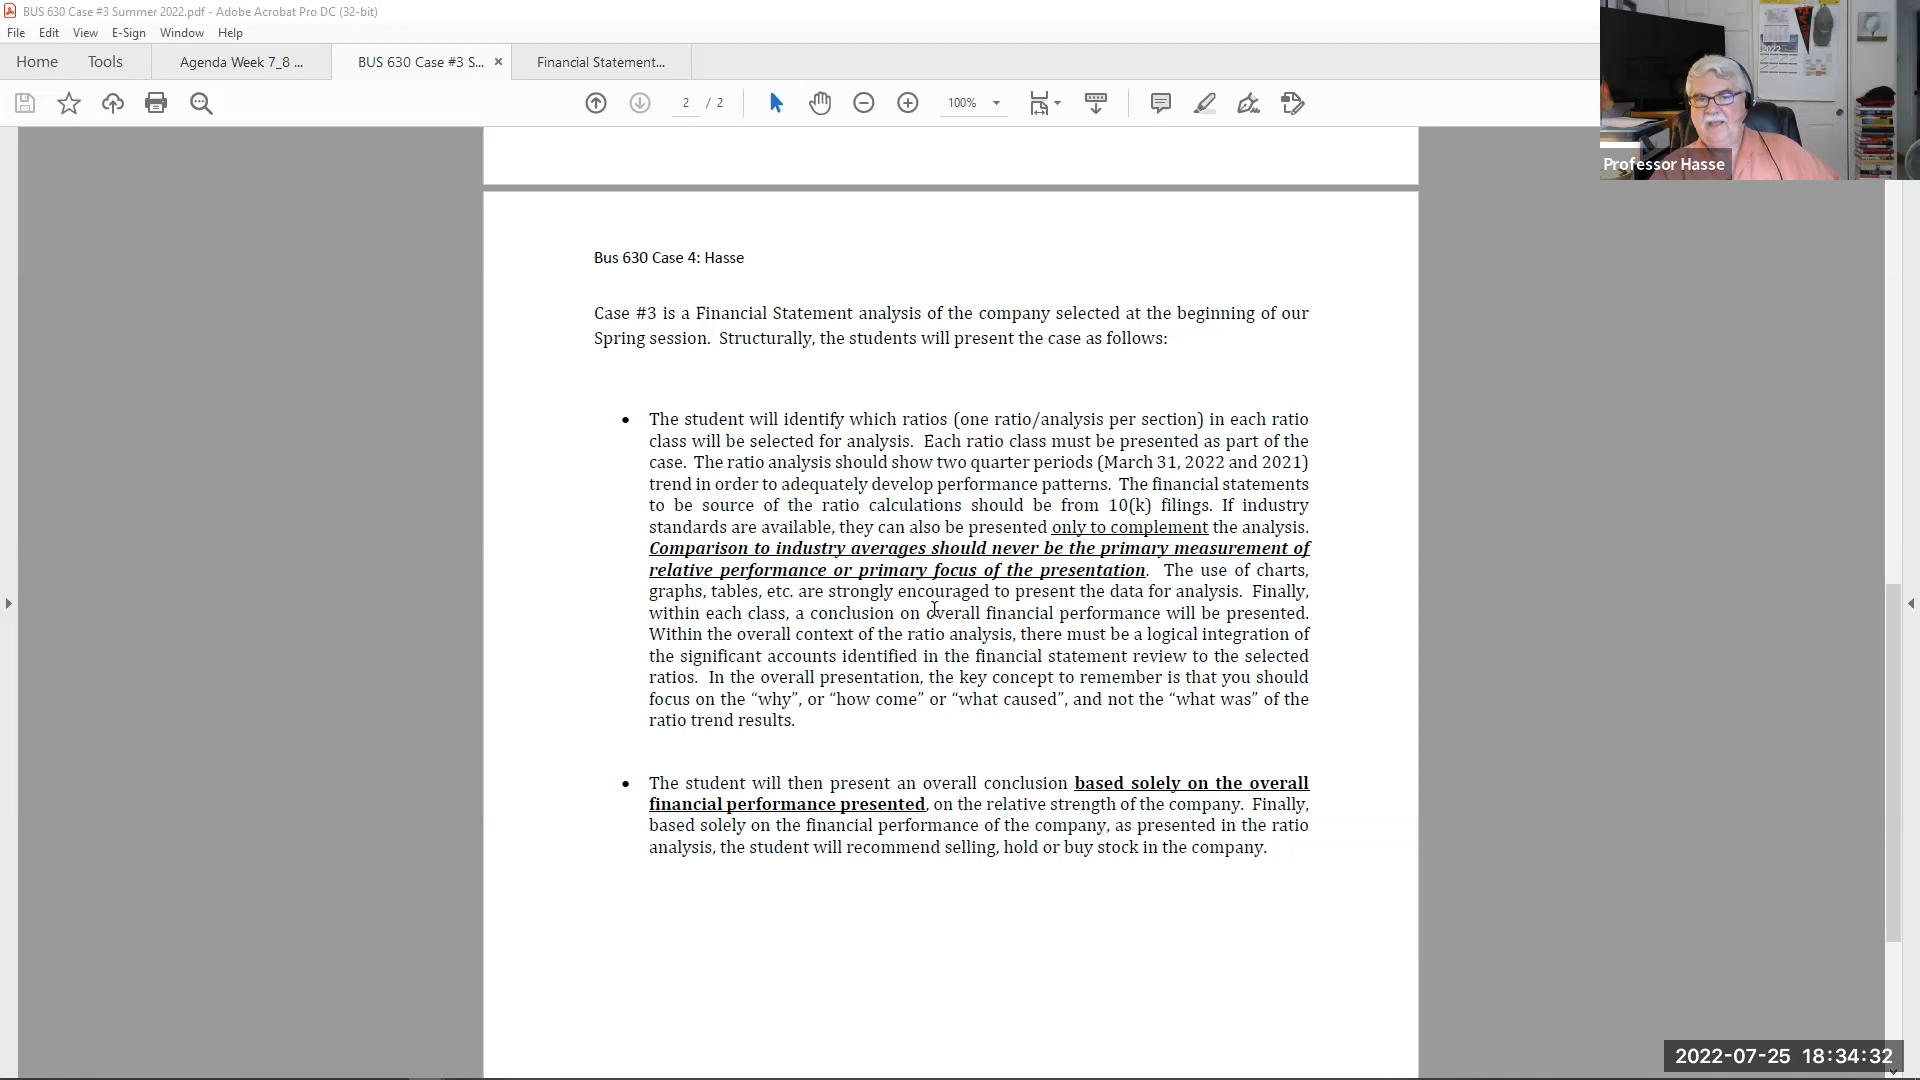 BUS 630 Case #3 Summer 2022.pdf - Adobe Acrobat Pro DC (32-bit)
File Edit View E-Sign Window Help
Home Tools Agenda Week 7_8 ... BUS 630 Case #3 S... × Financial Statement...
2 / 2 100%
Professor Hasse
Bus 630 Case 4: Hasse
Case #3 is a Financial Statement analysis of the company selected at the beginning of our
Spring session. Structurally, the students will present the case as follows:
• The student will identify which ratios (one ratio/analysis per section) in each ratio
class will be selected for analysis. Each ratio class must be presented as part of the
case. The ratio analysis should show two quarter periods (March 31, 2022 and 2021)
trend in order to adequately develop performance patterns. The financial statements
to be source of the ratio calculations should be from 10(k) filings. If industry
standards are available, they can also be presented only to complement the analysis.
Comparison to industry averages should never be the primary measurement of
relative performance or primary focus of the presentation. The use of charts,
graphs, tables, etc. are strongly encouraged to present the data for analysis. Finally,
within each class, a conclusion on overall financial performance will be presented.
Within the overall context of the ratio analysis, there must be a logical integration of
the significant accounts identified in the financial statement review to the selected
ratios. In the overall presentation, the key concept to remember is that you should
focus on the “why”, or “how come” or “what caused”, and not the “what was” of the
ratio trend results.
• The student will then present an overall conclusion based solely on the overall
financial performance presented, on the relative strength of the company. Finally,
based solely on the financial performance of the company, as presented in the ratio
analysis, the student will recommend selling, hold or buy stock in the company.
2022-07-25 18:34:32